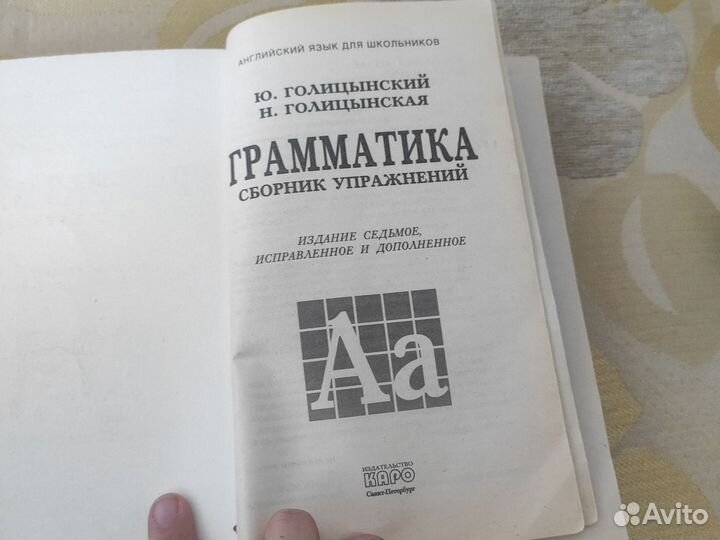 АНГЛИЙСКИЙ ЯЗЫК ДЛЯ ШКОЛЬНИКОВ
Ю. ГОЛИЦЫНСКИЙ
Н. ГОЛИЦЫНСКАЯ
ГРАММАТИКА
СБОРНИК УПРАЖНЕНИЙ
ИЗДАНИЕ СЕДЬМОЕ,
ИСПРАВЛЕННОЕ И ДОПОЛНЕННОЕ
Aa
ИЗДАТЕЛЬСТВО
КАРО
Санкт-Петербург
Avito